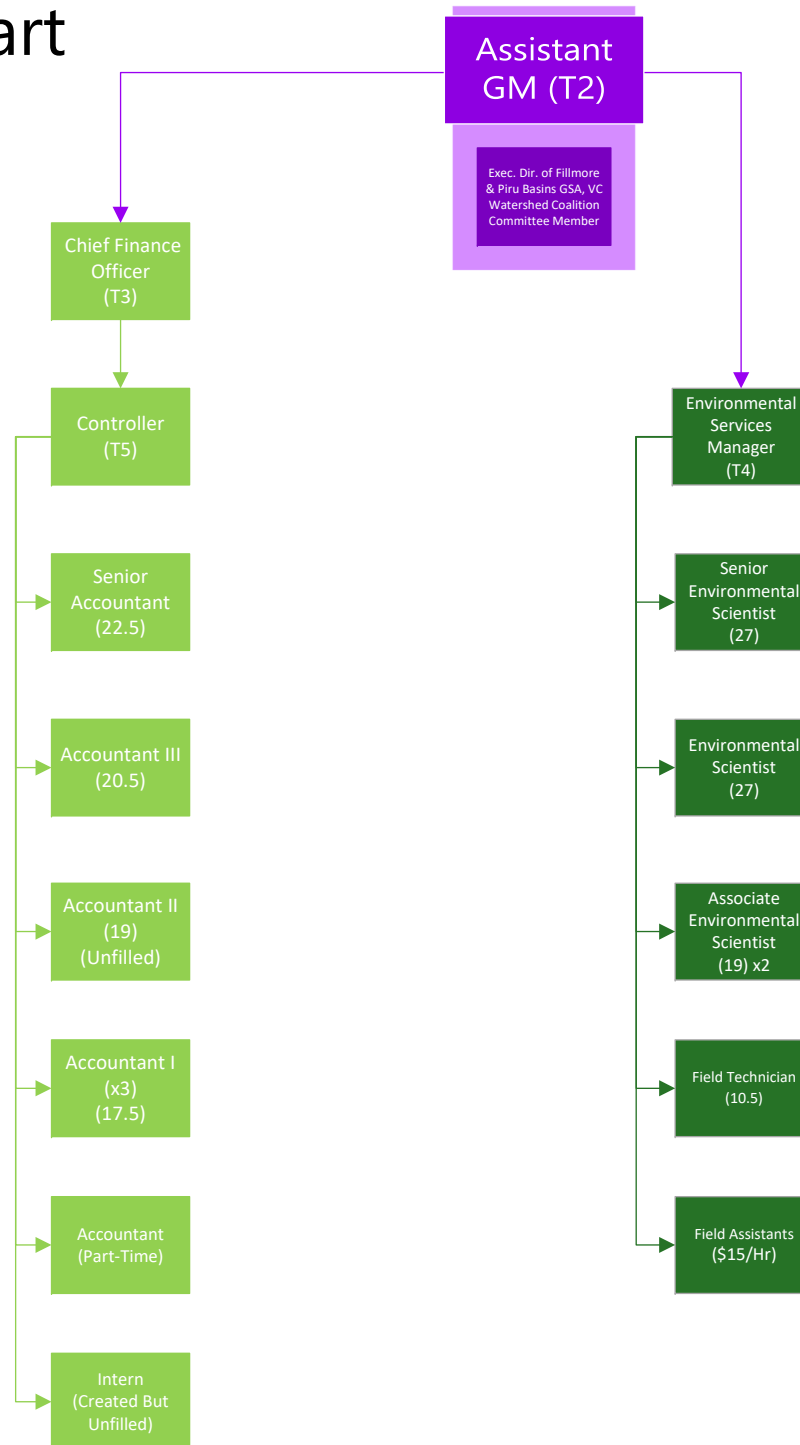 art
Assistant
GM (T2)
Exec. Dir. of Fillmore
& Piru Basins GSA, VC
Watershed Coalition
Committee Member
Chief Finance
Officer
(T3)
Controller
(T5)
Senior
Accountant
(22.5)
Accountant III
(20.5)
Accountant II
(19)
(Unfilled)
Accountant I
(x3)
(17.5)
Accountant
(Part-Time)
Intern
(Created But
Unfilled)
Environmental
Services
Manager
(T4)
Senior
Environmental
Scientist
(27)
Environmental
Scientist
(27)
Associate
Environmental
Scientist
(19) x2
Field Technician
(10.5)
Field Assistants
($15/Hr)